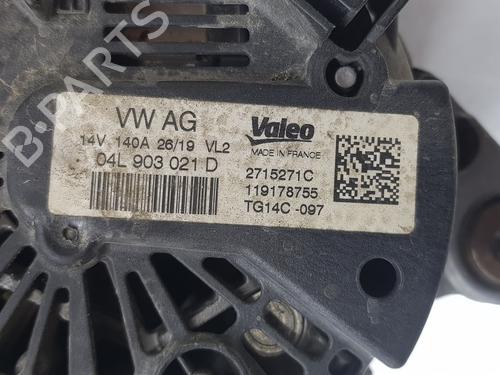 VW AG
14V 140A 26/19 VL2
04L 903 021 D
Valeo
MADE IN FRANCE
2715271C
119178755
TG14C -097
B-PARTS